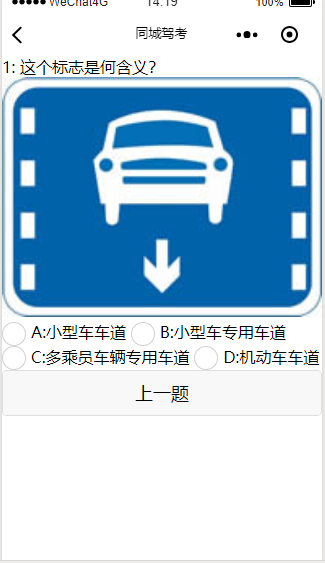 WeChat4G 14:19 100%
同城驾考
1: 这个标志是何含义?
A:小型车车道 B:小型车专用车道
C:多乘员车辆专用车道 D:机动车车道
上一题